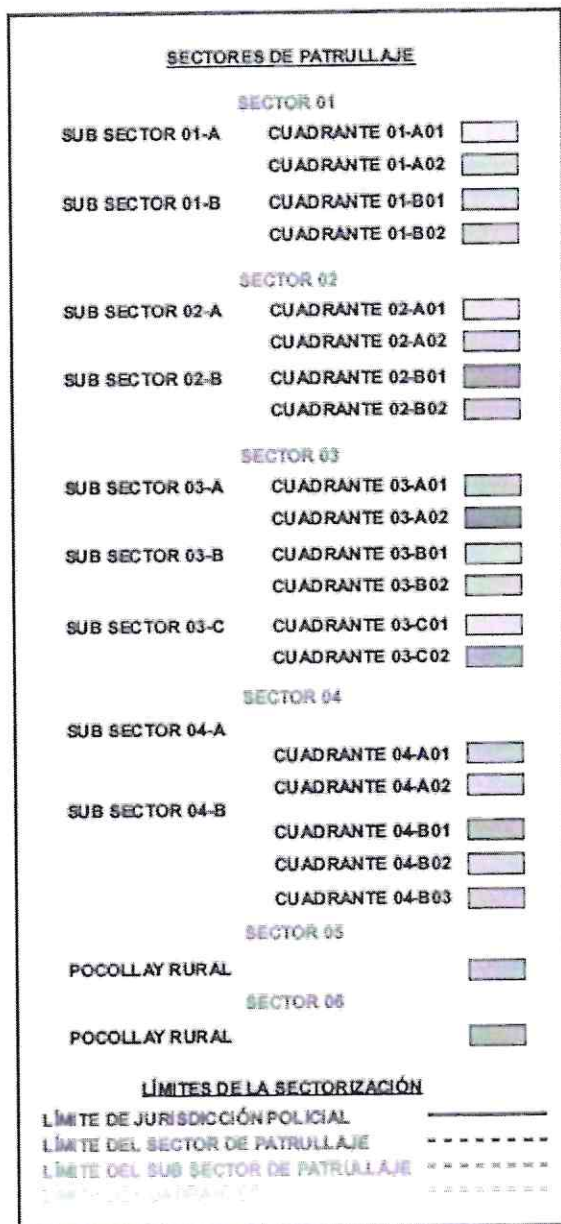 SECTORES DE PATRULLAJE
SECTOR 01
SUB SECTOR 01-A CUADRANTE 01-A01
CUADRANTE 01-A02
SUB SECTOR 01-B CUADRANTE 01-B01
CUADRANTE 01-B02
SECTOR 02
SUB SECTOR 02-A CUADRANTE 02-A01
CUADRANTE 02-A02
SUB SECTOR 02-B CUADRANTE 02-B01
CUADRANTE 02-B02
SECTOR 03
SUB SECTOR 03-A CUADRANTE 03-A01
CUADRANTE 03-A02
SUB SECTOR 03-B CUADRANTE 03-B01
CUADRANTE 03-B02
SUB SECTOR 03-C CUADRANTE 03-C01
CUADRANTE 03-C02
SECTOR 04
SUB SECTOR 04-A
CUADRANTE 04-A01
CUADRANTE 04-A02
SUB SECTOR 04-B
CUADRANTE 04-B01
CUADRANTE 04-B02
CUADRANTE 04-B03
SECTOR 05
POCOLLAY RURAL
SECTOR 06
POCOLLAY RURAL
LÍMITES DE LA SECTORIZACIÓN
LÍMITE DE JURISDICCIÓN POLICIAL
LÍMITE DEL SECTOR DE PATRULLAJE
LÍMITE DEL SUB SECTOR DE PATRULLAJE